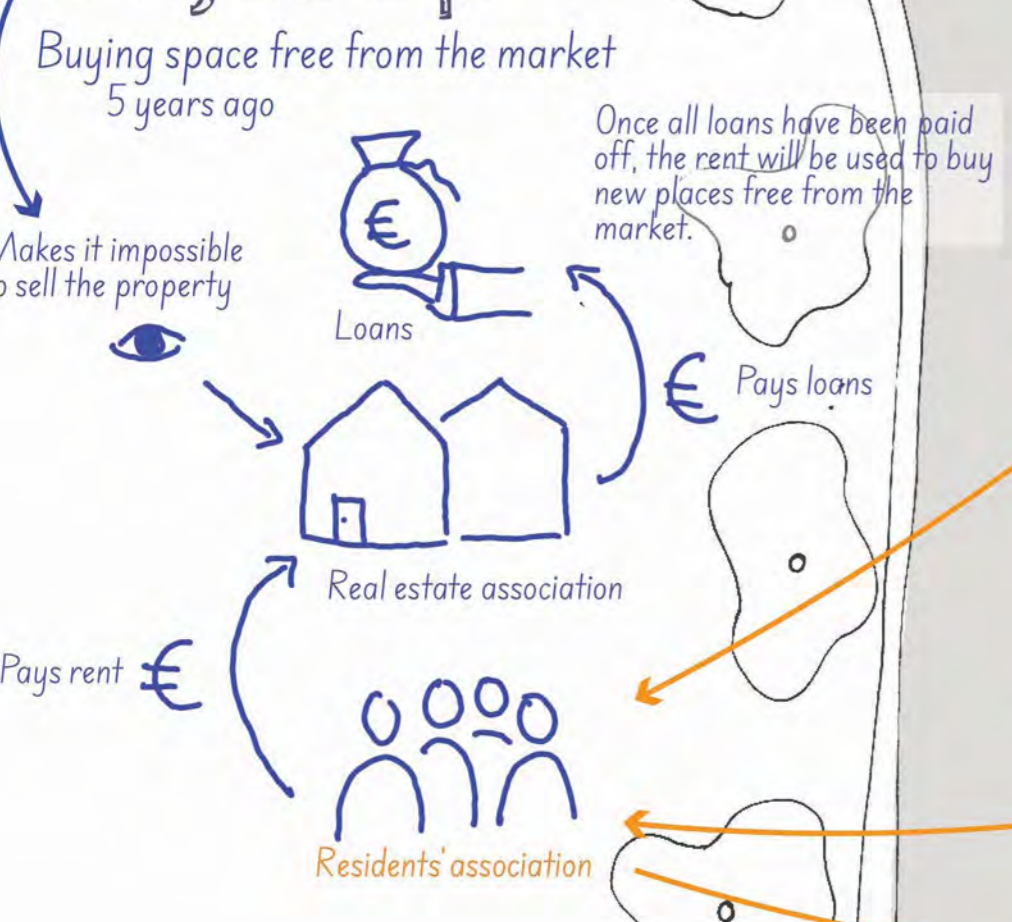 Buying space free from the market
5 years ago
Once all loans have been paid
off, the rent will be used to buy
new places free from the
market.
Makes it impossible
to sell the property
€
Loans
€ Pays loans
Real estate association
Pays rent €
Residents' association